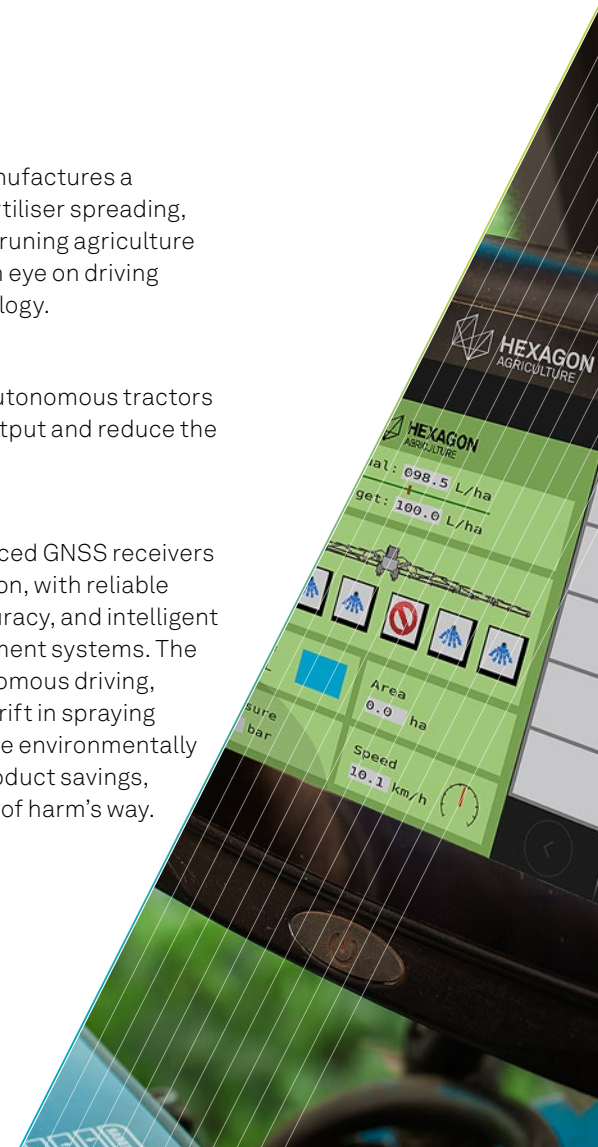 nufactures a
rtiliser spreading,
runing agriculture
n eye on driving
logy.
utonomous tractors
tput and reduce the
ced GNSS receivers
on, with reliable
uracy, and intelligent
ment systems. The
omous driving,
rift in spraying
e environmentally
oduct savings,
of harm's way.
HEXAGON
AGRICULTURE
HEXAGON
AGRICULTURE
ual: 098.5 L/ha
get: 100.0 L/ha
Area
0.0 ha
sure
bar
Speed
10.1 km/h